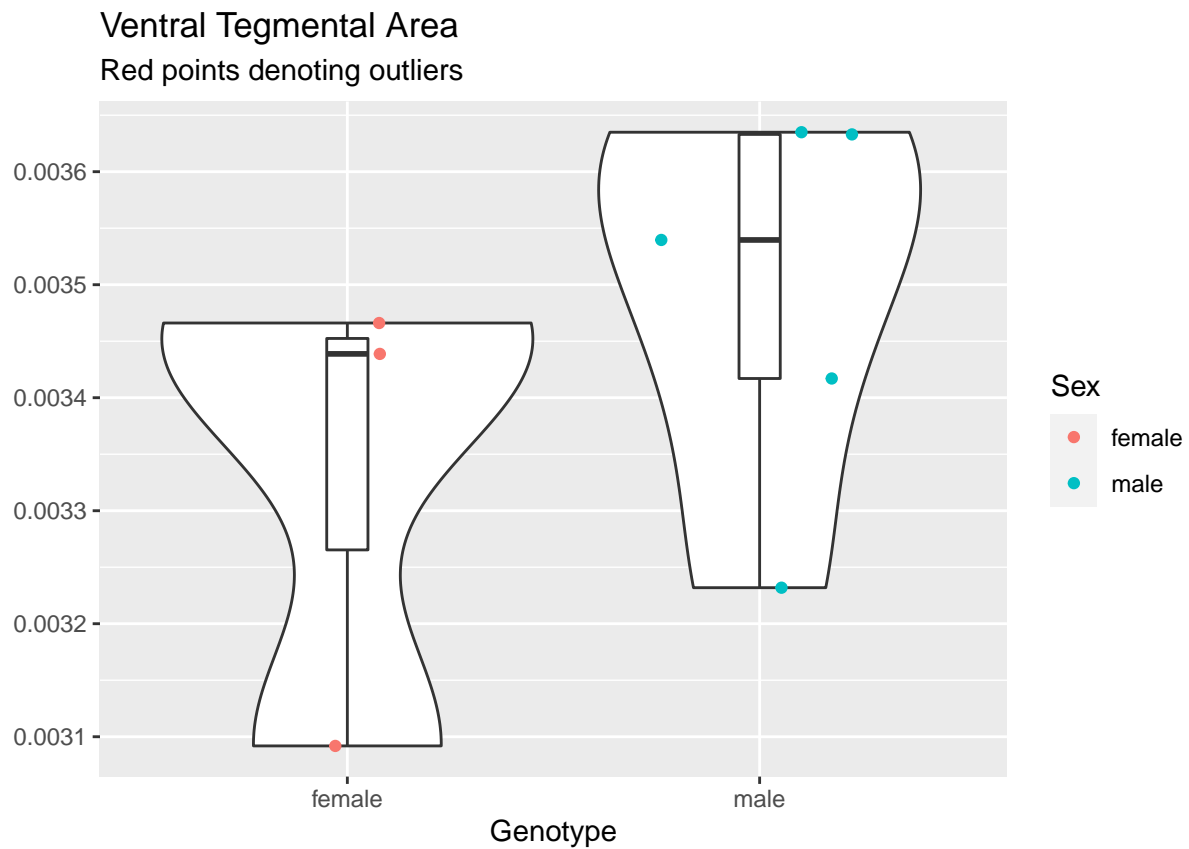 Ventral Tegmental Area
Red points denoting outliers
0.0036
0.0035
0.0034
0.0033
0.0032
0.0031
female
male
Genotype
Sex
female
male